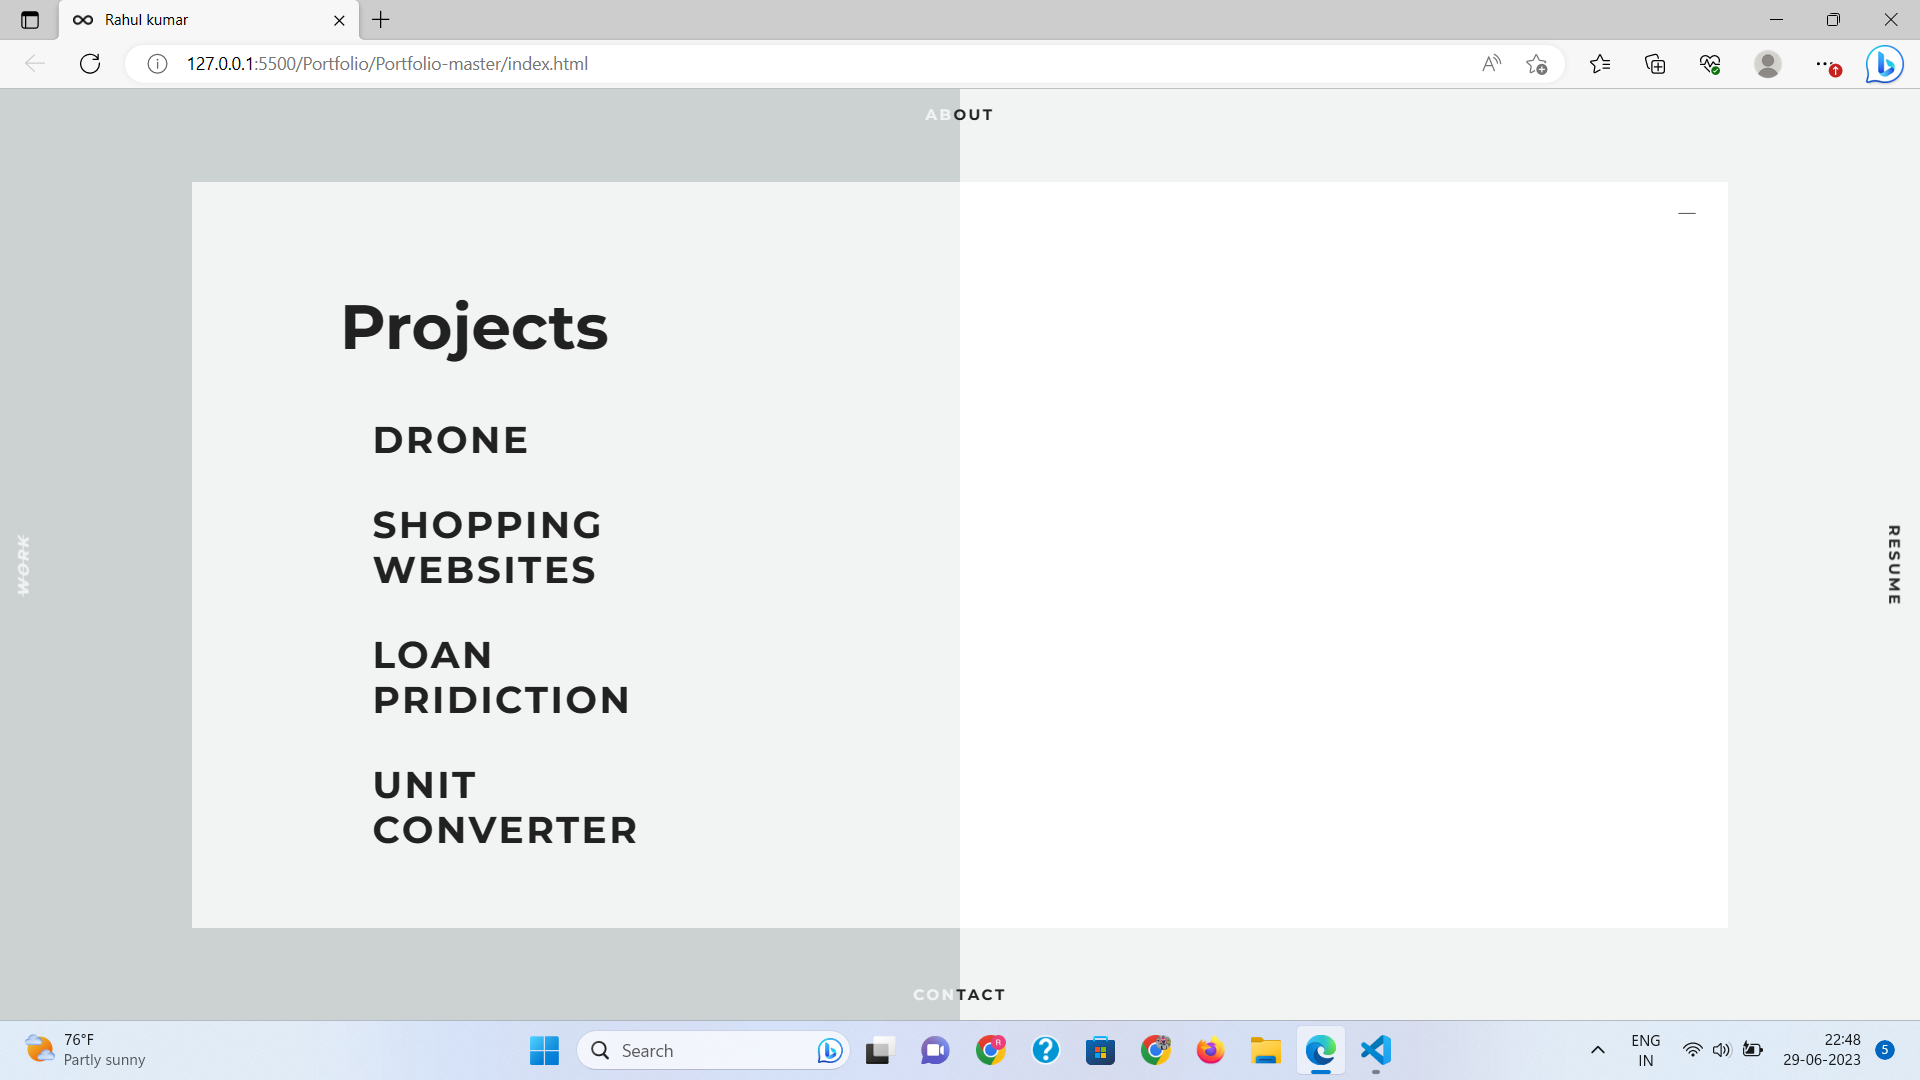 Rahul kumar
127.0.0.1:5500/Portfolio/Portfolio-master/index.html
ABOUT
Projects
DRONE
SHOPPING
WEBSITES
LOAN
PRIDICTION
UNIT
CONVERTER
WORK
RESUME
CONTACT
76°F
Partly sunny
Search
R
ENG
IN
22:48
29-06-2023
5